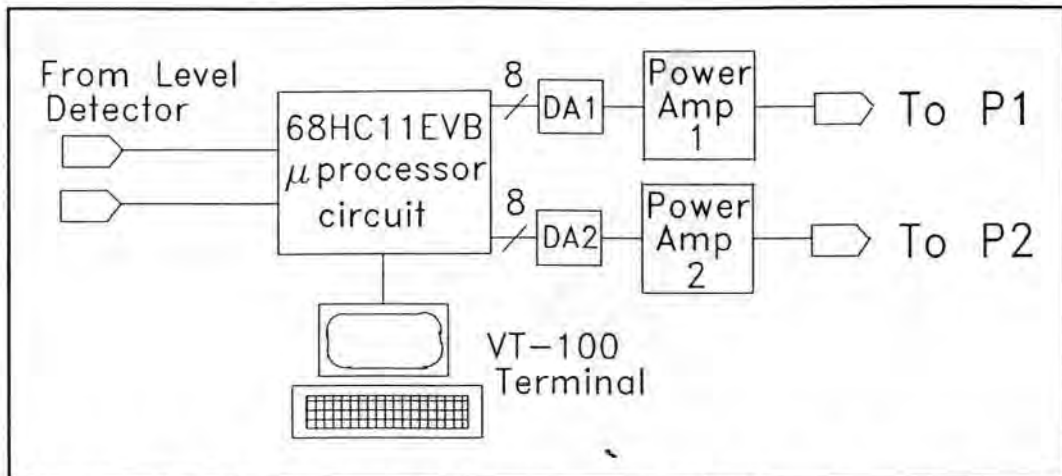 From Level
Detector
68HC11EVB
μ processor
circuit
8
DA1
Power
Amp
1
To P1
8
DA2
Power
Amp
2
To P2
VT-100
Terminal